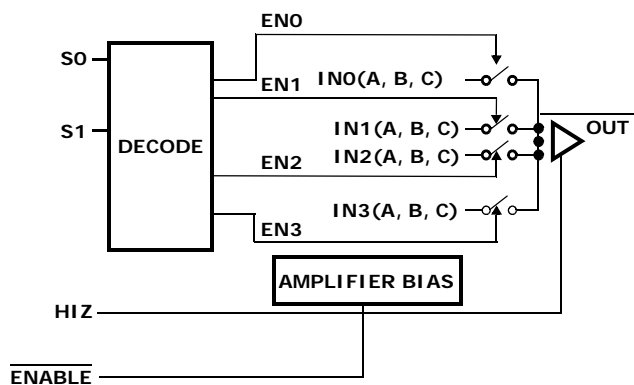 EN0
S0
IN0(A, B, C)
EN1
S1
IN1(A, B, C)
OUT
DECODE
IN2(A, B, C)
EN2
IN3(A, B, C)
EN3
AMPLIFIER BIAS
HIZ
ENABLE